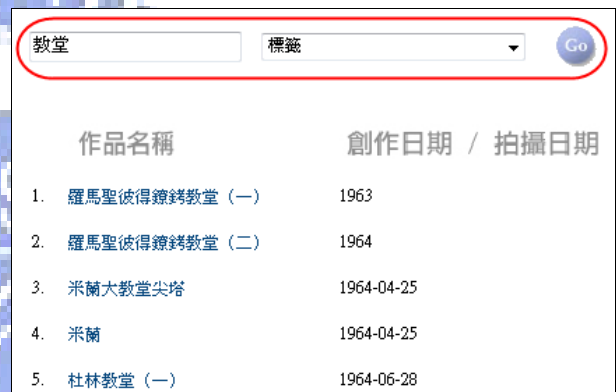 教堂 標籤 Go
作品名稱 創作日期 / 拍攝日期
1. 羅馬聖彼得鐐銬教堂（一） 1963
2. 羅馬聖彼得鐐銬教堂（二） 1964
3. 米蘭大教堂尖塔 1964-04-25
4. 米蘭 1964-04-25
5. 杜林教堂（一） 1964-06-28